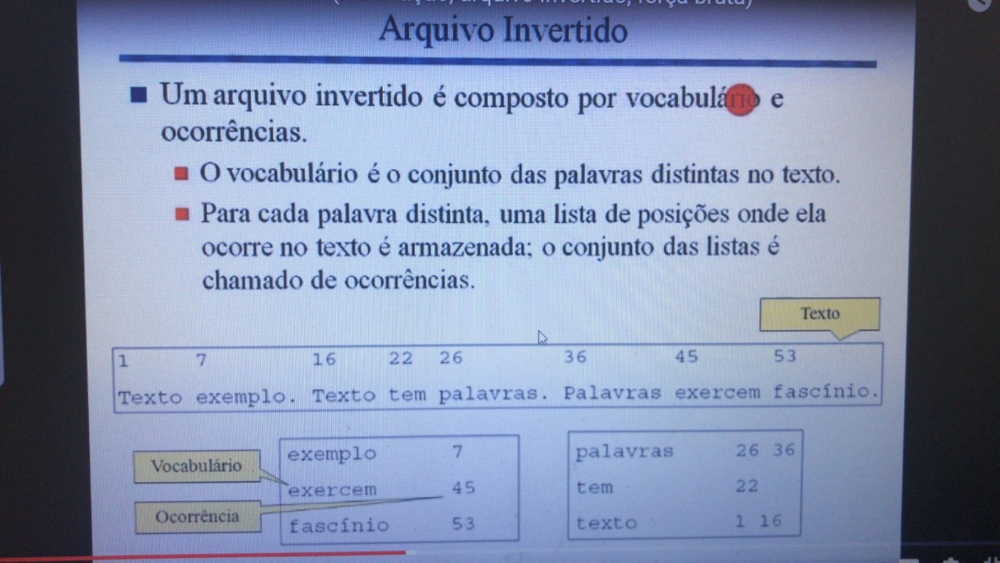 Arquivo Invertido
Um arquivo invertido é composto por vocabulário e
ocorrências.
O vocabulário é o conjunto das palavras distintas no texto.
Para cada palavra distinta, uma lista de posições onde ela
ocorre no texto é armazenada; o conjunto das listas é
chamado de ocorrências.
Texto
1 7 16 22 26 36 45 53
Texto exemplo. Texto tem palavras. Palavras exercem fascínio.
Vocabulário
Ocorrência
exemplo 7
exercem 45
fascínio 53
palavras 26 36
tem 22
texto 1 16